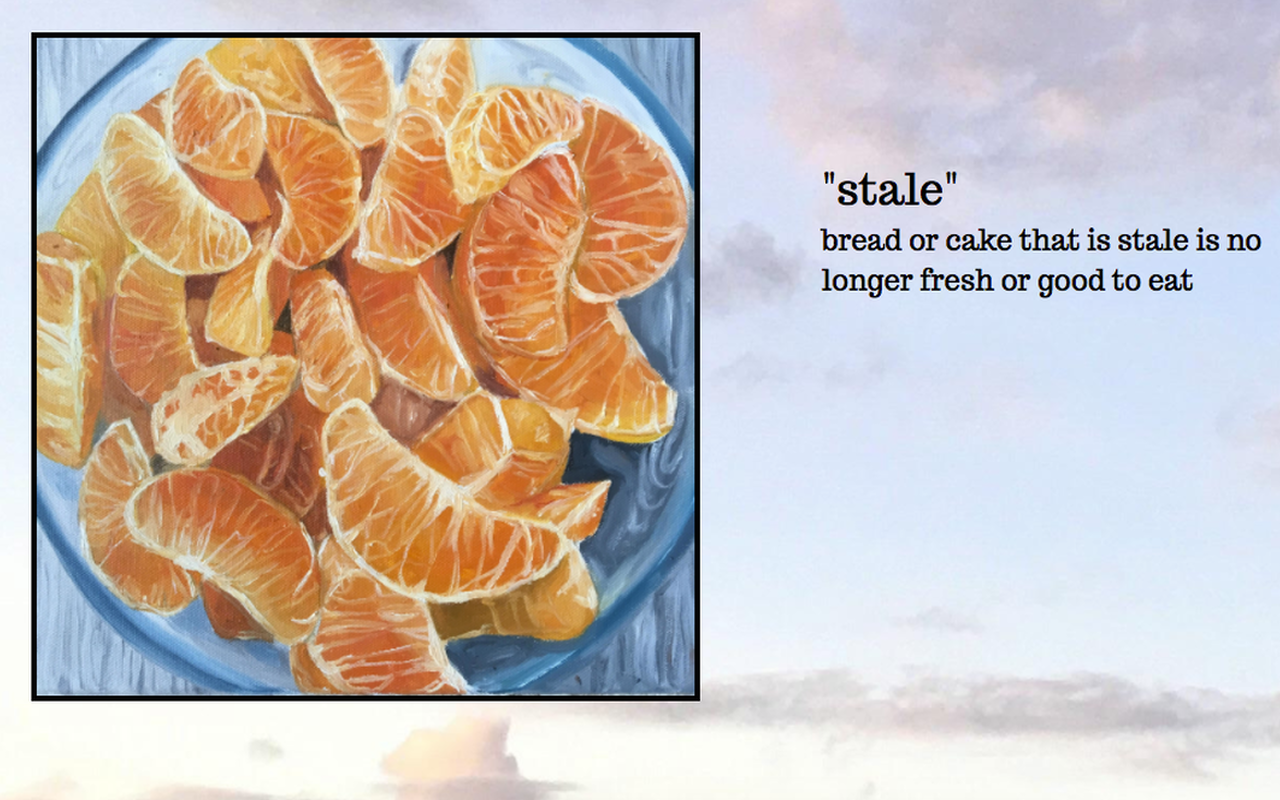 "stale"
bread or cake that is stale is no
longer fresh or good to eat